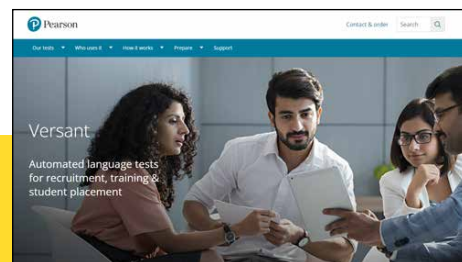 Pearson
Contact & order
Search
Our tests
Who uses it
How it works
Prepare
Support
Versant
Automated language tests
for recruitment, training &
student placement